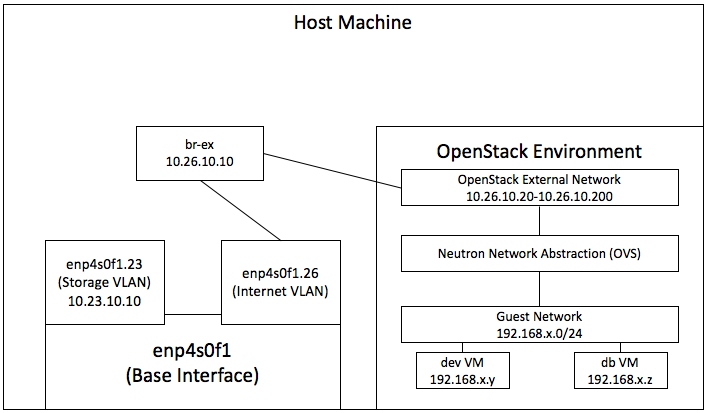 Host Machine
br-ex
10.26.10.10
OpenStack Environment
OpenStack External Network
10.26.10.20-10.26.10.200
Neutron Network Abstraction (OVS)
Guest Network
192.168.x.0/24
dev VM
192.168.x.y
db VM
192.168.x.z
enp4s0f1.23
(Storage VLAN)
10.23.10.10
enp4s0f1.26
(Internet VLAN)
enp4s0f1
(Base Interface)